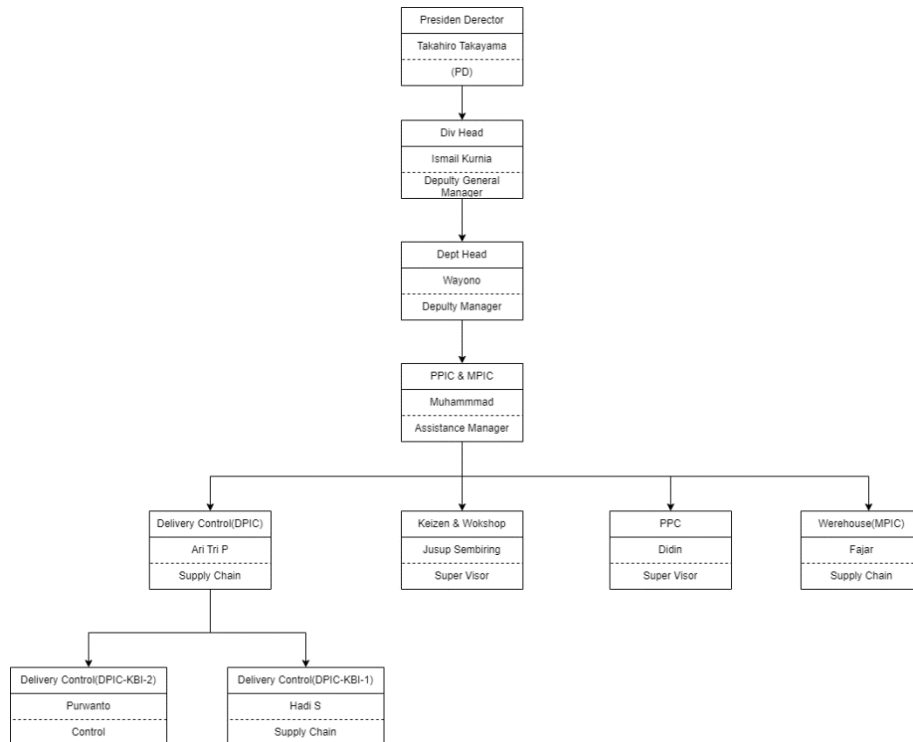 Presiden Derector
Takahiro Takayama
(PD)
Div Head
Ismail Kurnia
Depulty General
Manager
Dept Head
Wayono
Depulty Manager
PPIC & MPIC
Muhammmad
Assistance Manager
Delivery Control(DPIC)
Ari Tri P
Supply Chain
Keizen & Wokshop
Jusup Sembiring
Super Visor
PPC
Didin
Super Visor
Werehouse(MPIC)
Fajar
Supply Chain
Delivery Control(DPIC-KBI-2)
Purwanto
Control
Delivery Control(DPIC-KBI-1)
Hadi S
Supply Chain